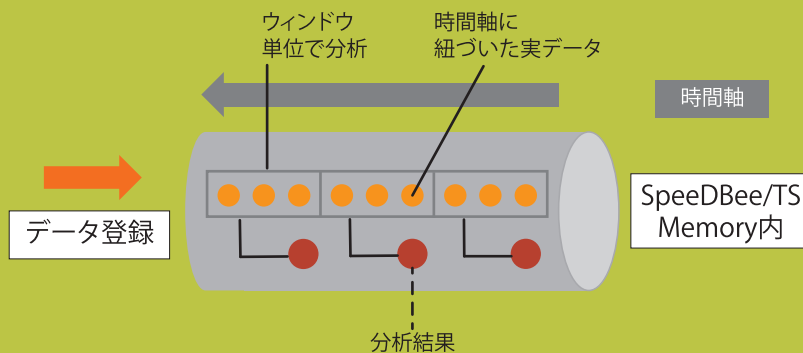 ウィンドウ
単位で分析
時間軸に
紐づいた実データ
時間軸
データ登録
SpeeDBee/TS
Memory内
分析結果